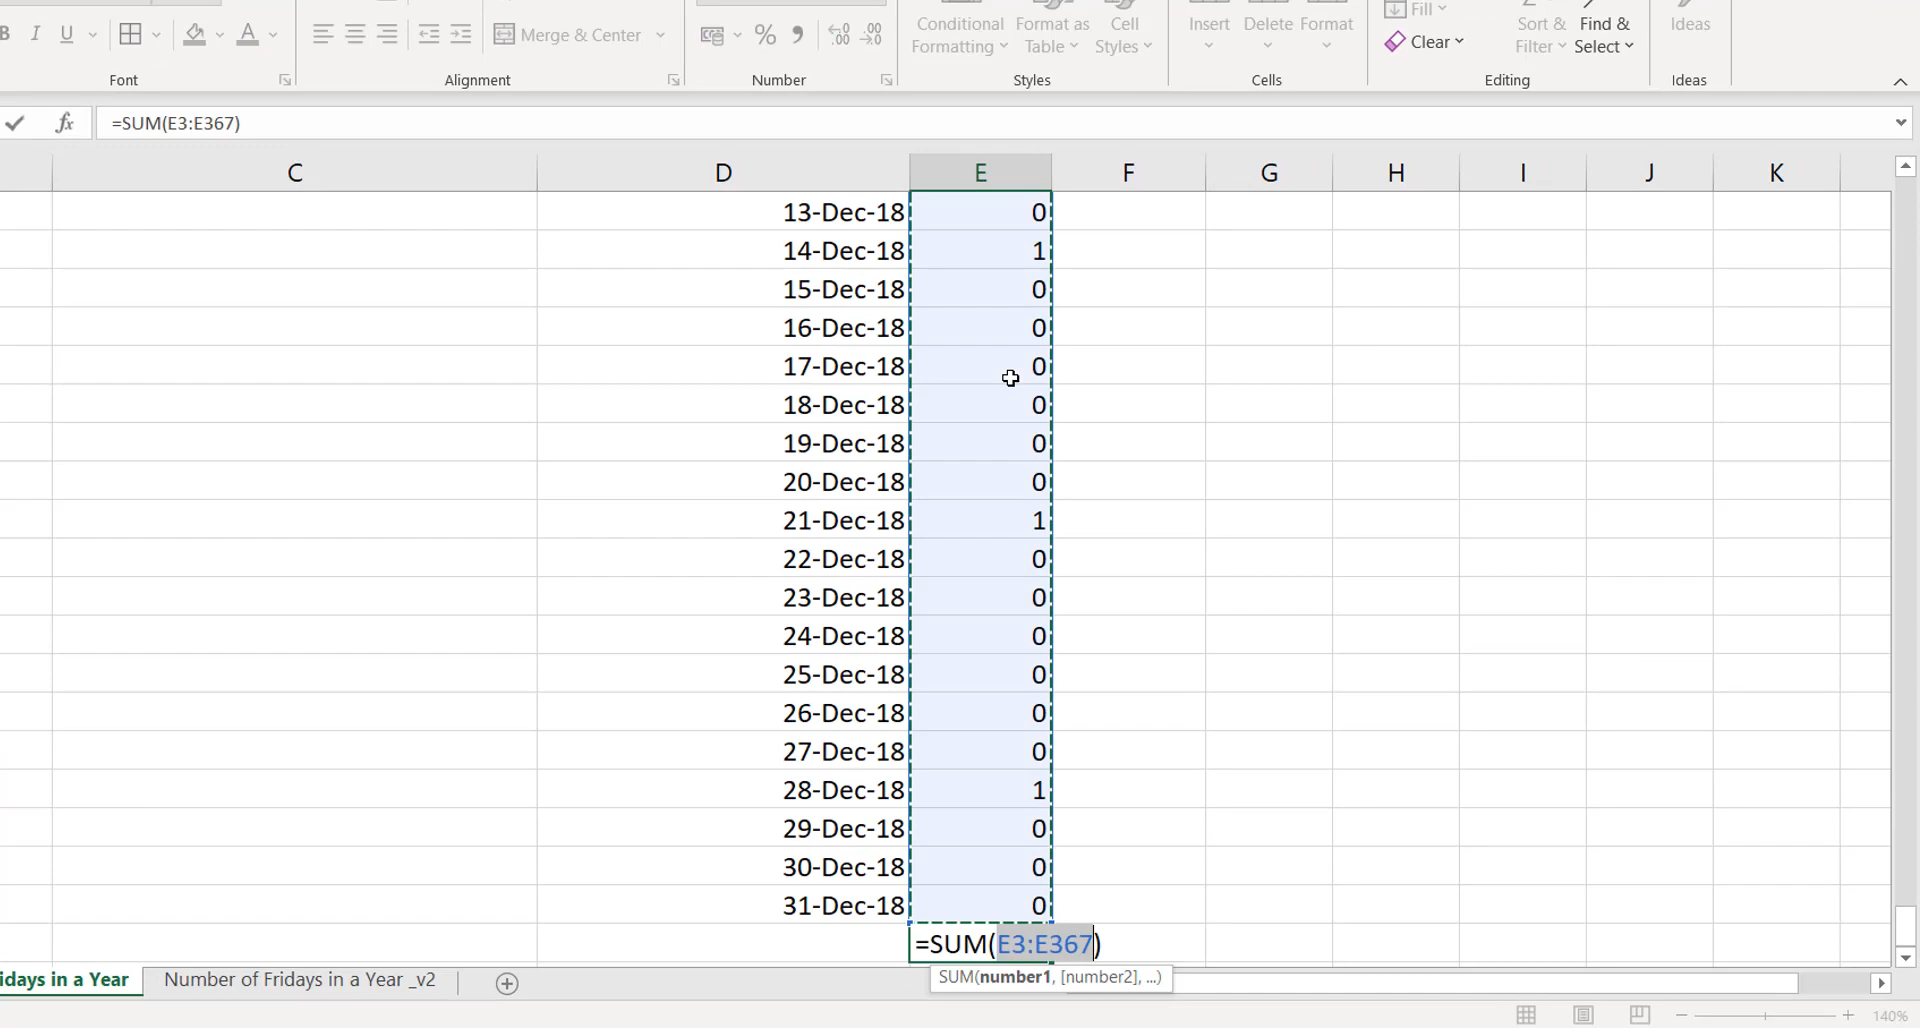 B I U A
Merge & Center
% ,
Conditional Formatting
Format as Table
Cell Styles
Insert Delete Format
Fill
Clear
Sort & Filter
Find & Select
Ideas
Font Alignment Number Styles Cells Editing Ideas
fx =SUM(E3:E367)
C D E F G H I J K
13-Dec-18 0
14-Dec-18 1
15-Dec-18 0
16-Dec-18 0
17-Dec-18 0
18-Dec-18 0
19-Dec-18 0
20-Dec-18 0
21-Dec-18 1
22-Dec-18 0
23-Dec-18 0
24-Dec-18 0
25-Dec-18 0
26-Dec-18 0
27-Dec-18 0
28-Dec-18 1
29-Dec-18 0
30-Dec-18 0
31-Dec-18 0
=SUM(E3:E367)
SUM(number1, [number2], ...)
idays in a Year Number of Fridays in a Year _v2
140%